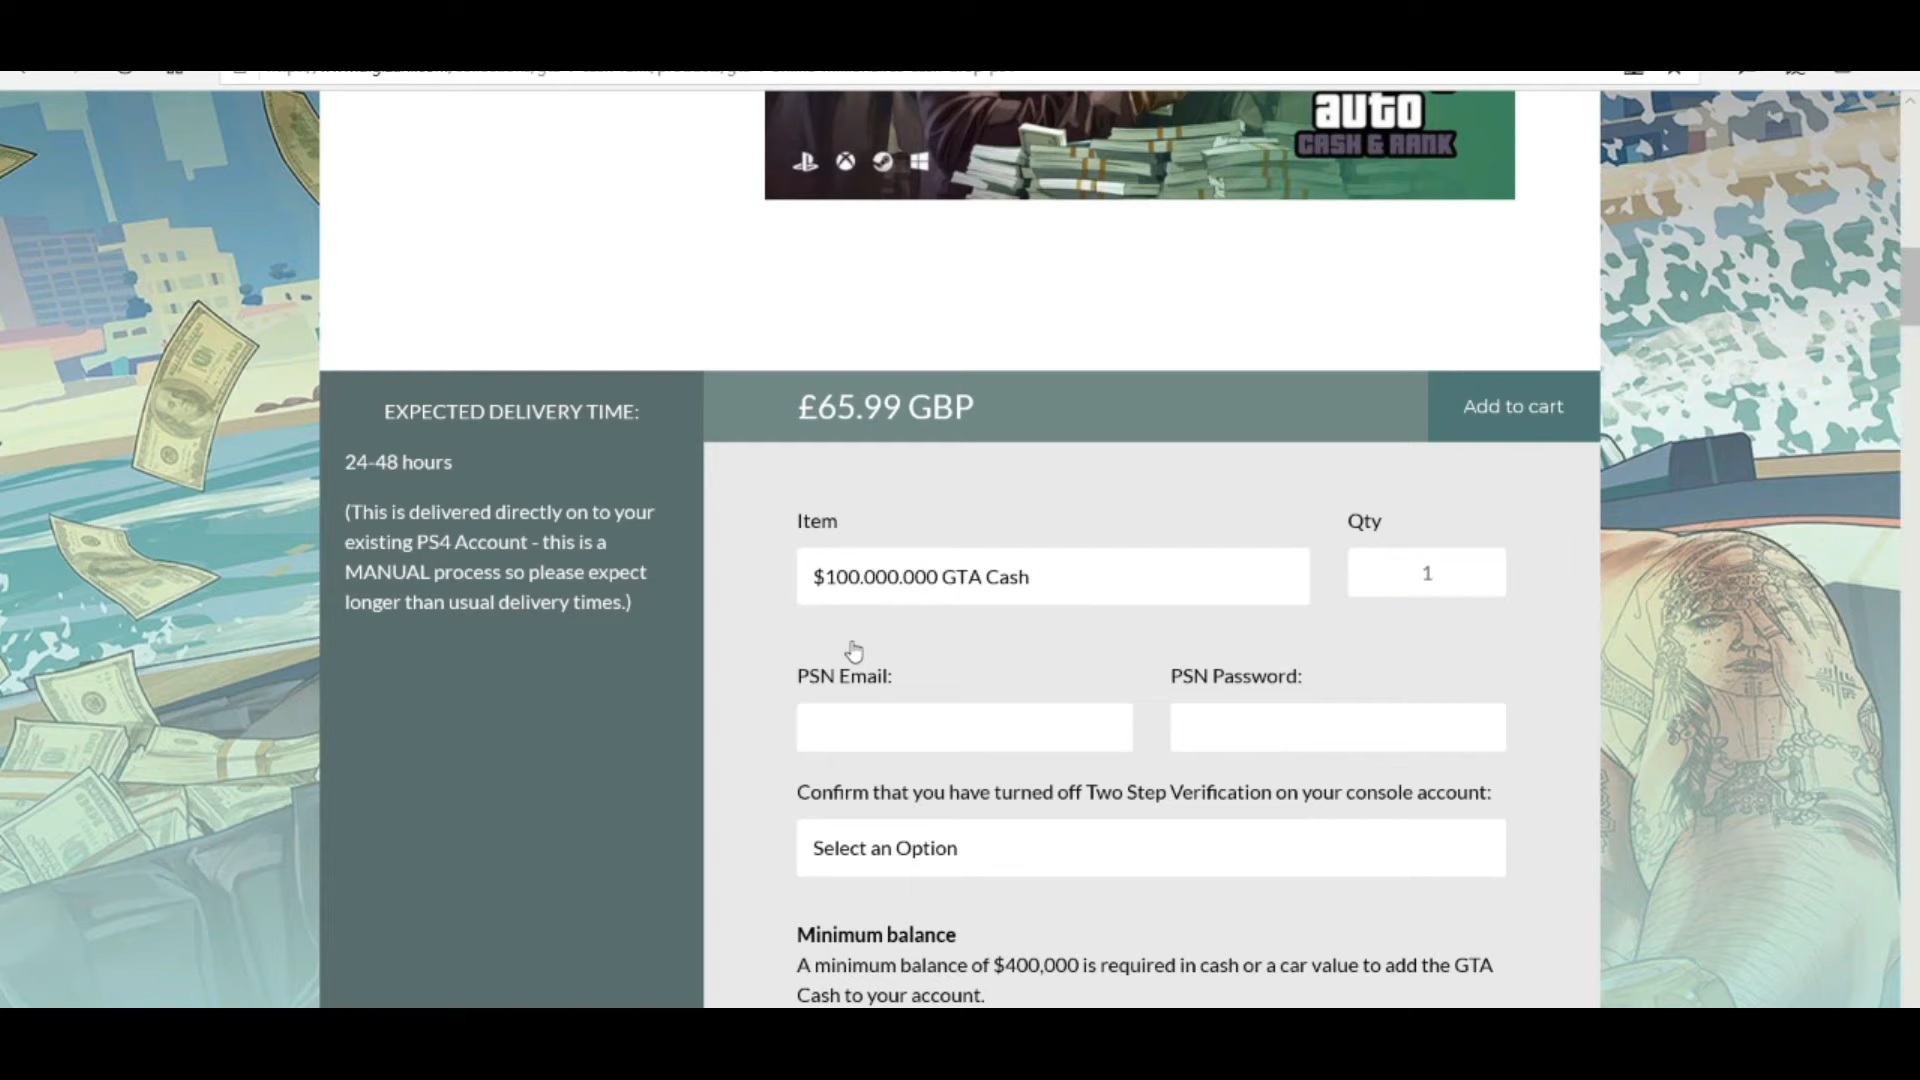 auto
CASH & RANK
£65.99 GBP
Add to cart
EXPECTED DELIVERY TIME:
24-48 hours
(This is delivered directly on to your
existing PS4 Account - this is a
MANUAL process so please expect
longer than usual delivery times.)
Item
Qty
$100.000.000 GTA Cash
1
PSN Email:
PSN Password:
Confirm that you have turned off Two Step Verification on your console account:
Select an Option
Minimum balance
A minimum balance of $400,000 is required in cash or a car value to add the GTA
Cash to your account.